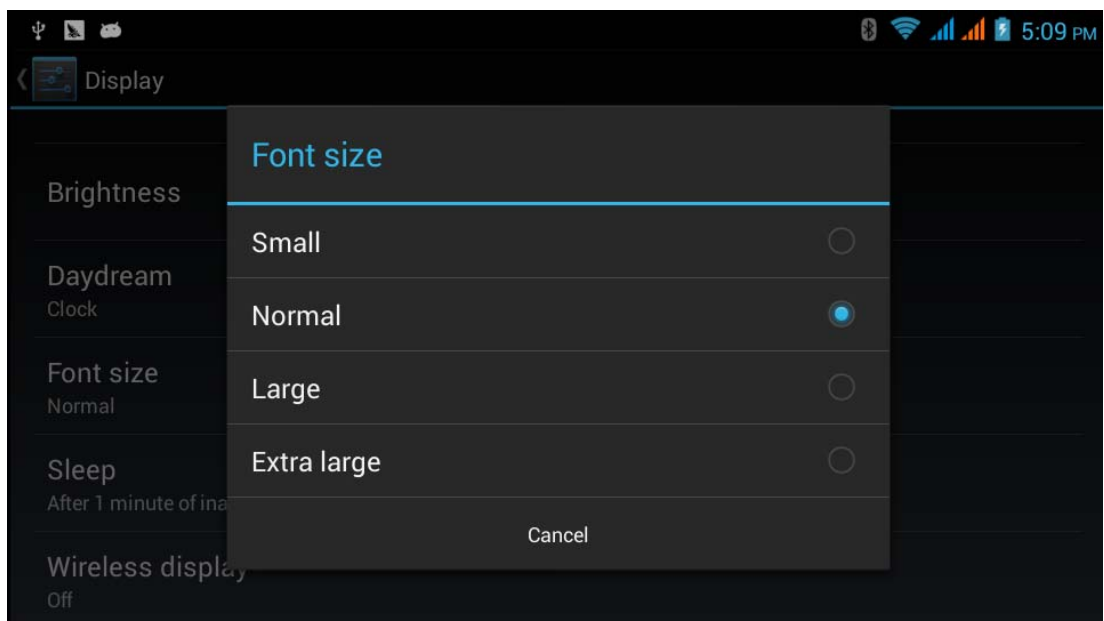 5:09 PM
Display
Font size
Small
Normal
Large
Extra large
Cancel
Brightness
Daydream
Clock
Font size
Normal
Sleep
After 1 minute of ina
Wireless display
Off